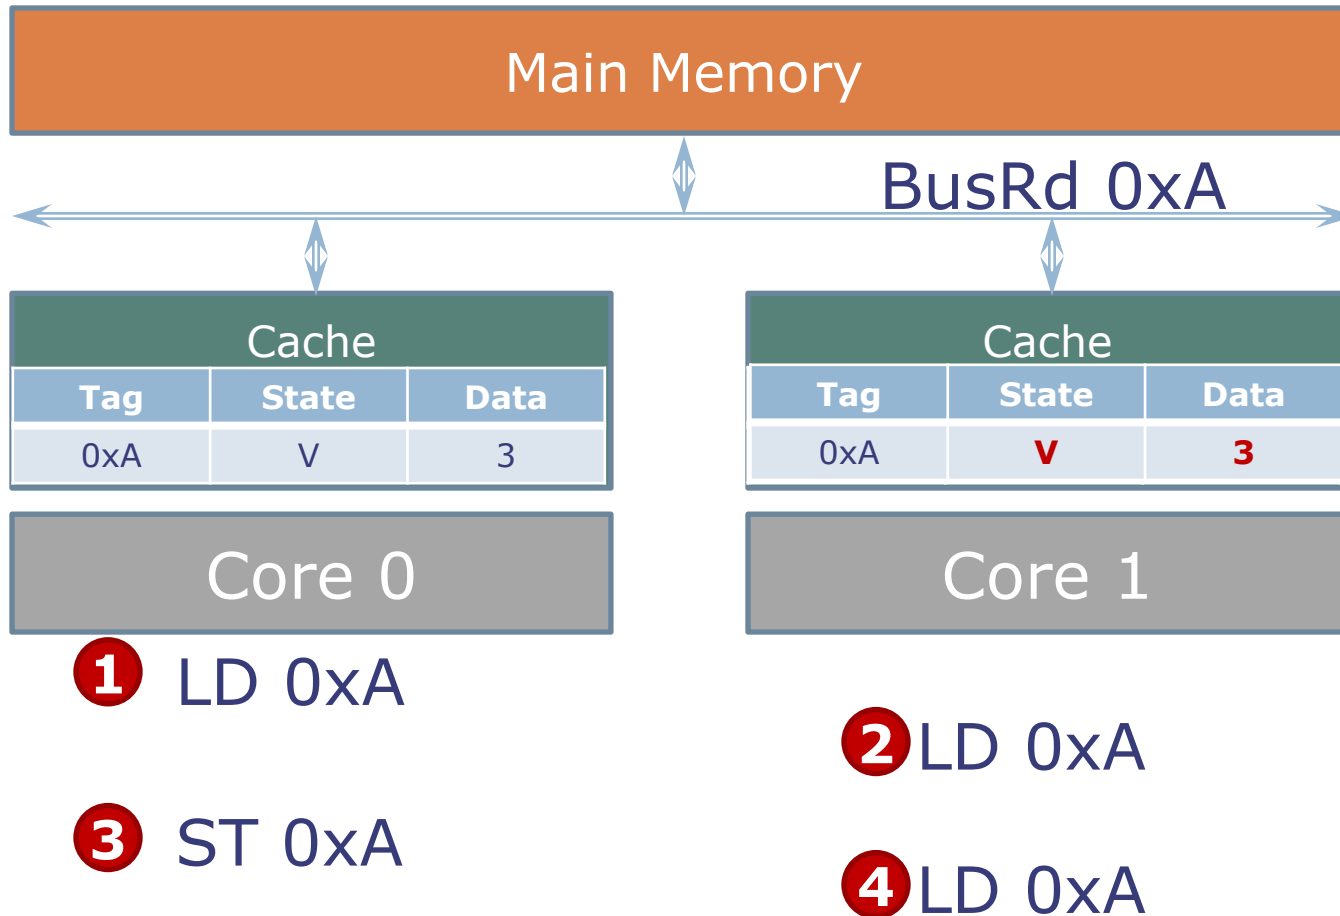 Main Memory
BusRd 0xA
Cache
Tag State Data
0xA V 3
Cache
Tag State Data
0xA V 3
Core 0
Core 1
1 LD 0xA
2 LD 0xA
3 ST 0xA
4 LD 0xA